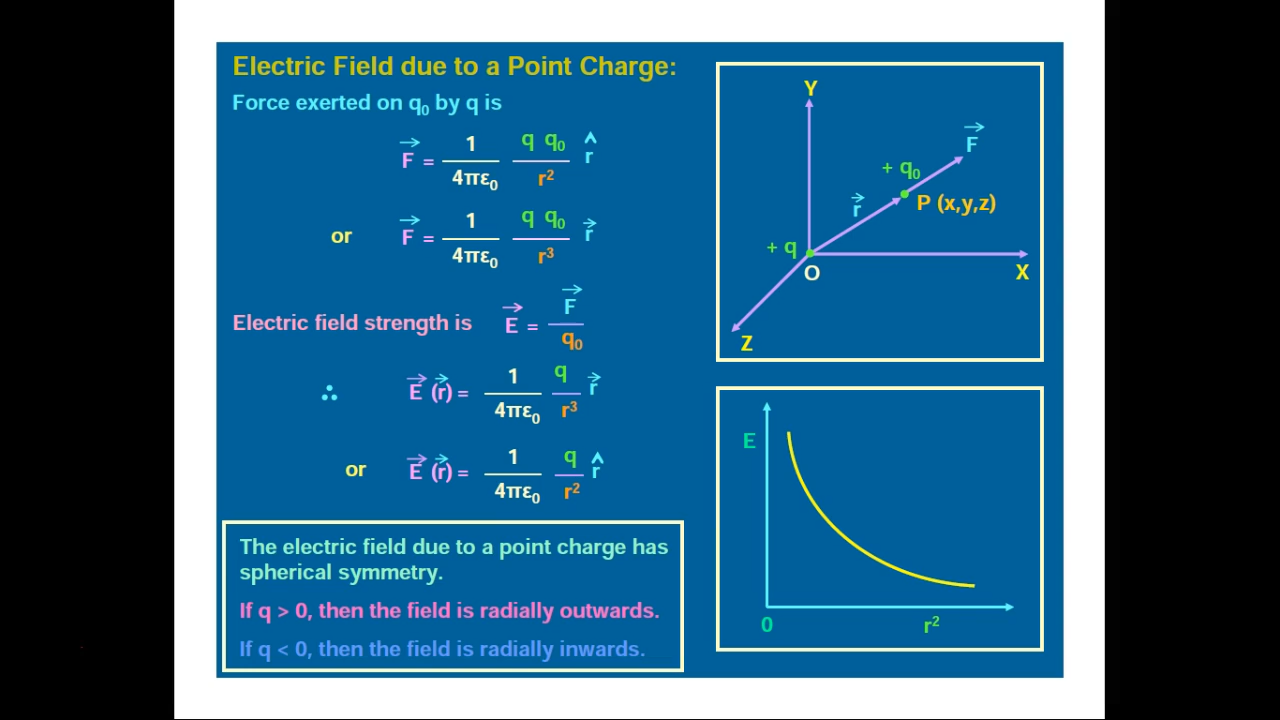 Electric Field due to a Point Charge:
Force exerted on q₀ by q is
F⃗ = 1/4πε₀ q q₀/r² r̂
or F⃗ = 1/4πε₀ q q₀/r³ r⃗
Electric field strength is E⃗ = F⃗/q₀
∴ E⃗ (r⃗) = 1/4πε₀ q/r³ r⃗
or E⃗ (r⃗) = 1/4πε₀ q/r² r̂
The electric field due to a point charge has
spherical symmetry.
If q > 0, then the field is radially outwards.
If q < 0, then the field is radially inwards.
Y
F⃗
+ q₀
r⃗
P (x,y,z)
+ q
O
X
Z
E
0
r²